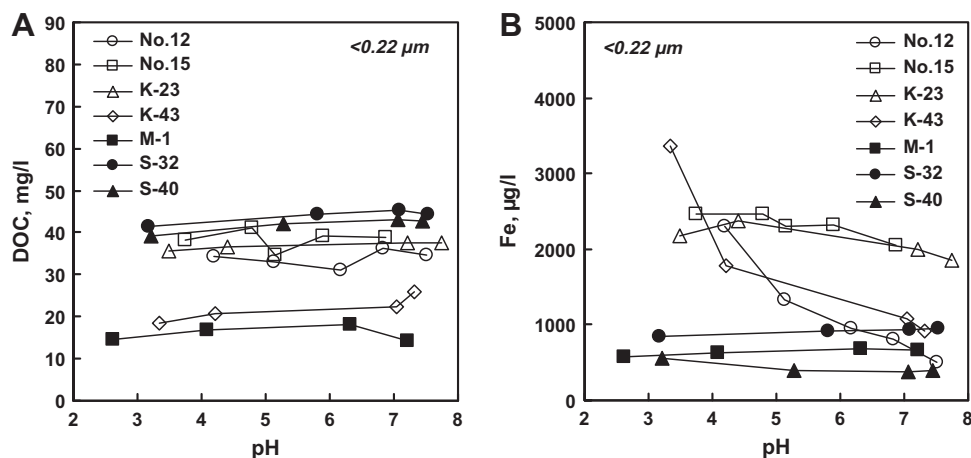 A
<0.22 µm
No.12
No.15
K-23
K-43
M-1
S-32
S-40
90
80
70
60
50
40
30
20
10
0
DOC, mg/l
2 3 4 5 6 7 8
pH
B
<0.22 µm
No.12
No.15
K-23
K-43
M-1
S-32
S-40
5000
4000
3000
2000
1000
0
Fe, µg/l
2 3 4 5 6 7 8
pH